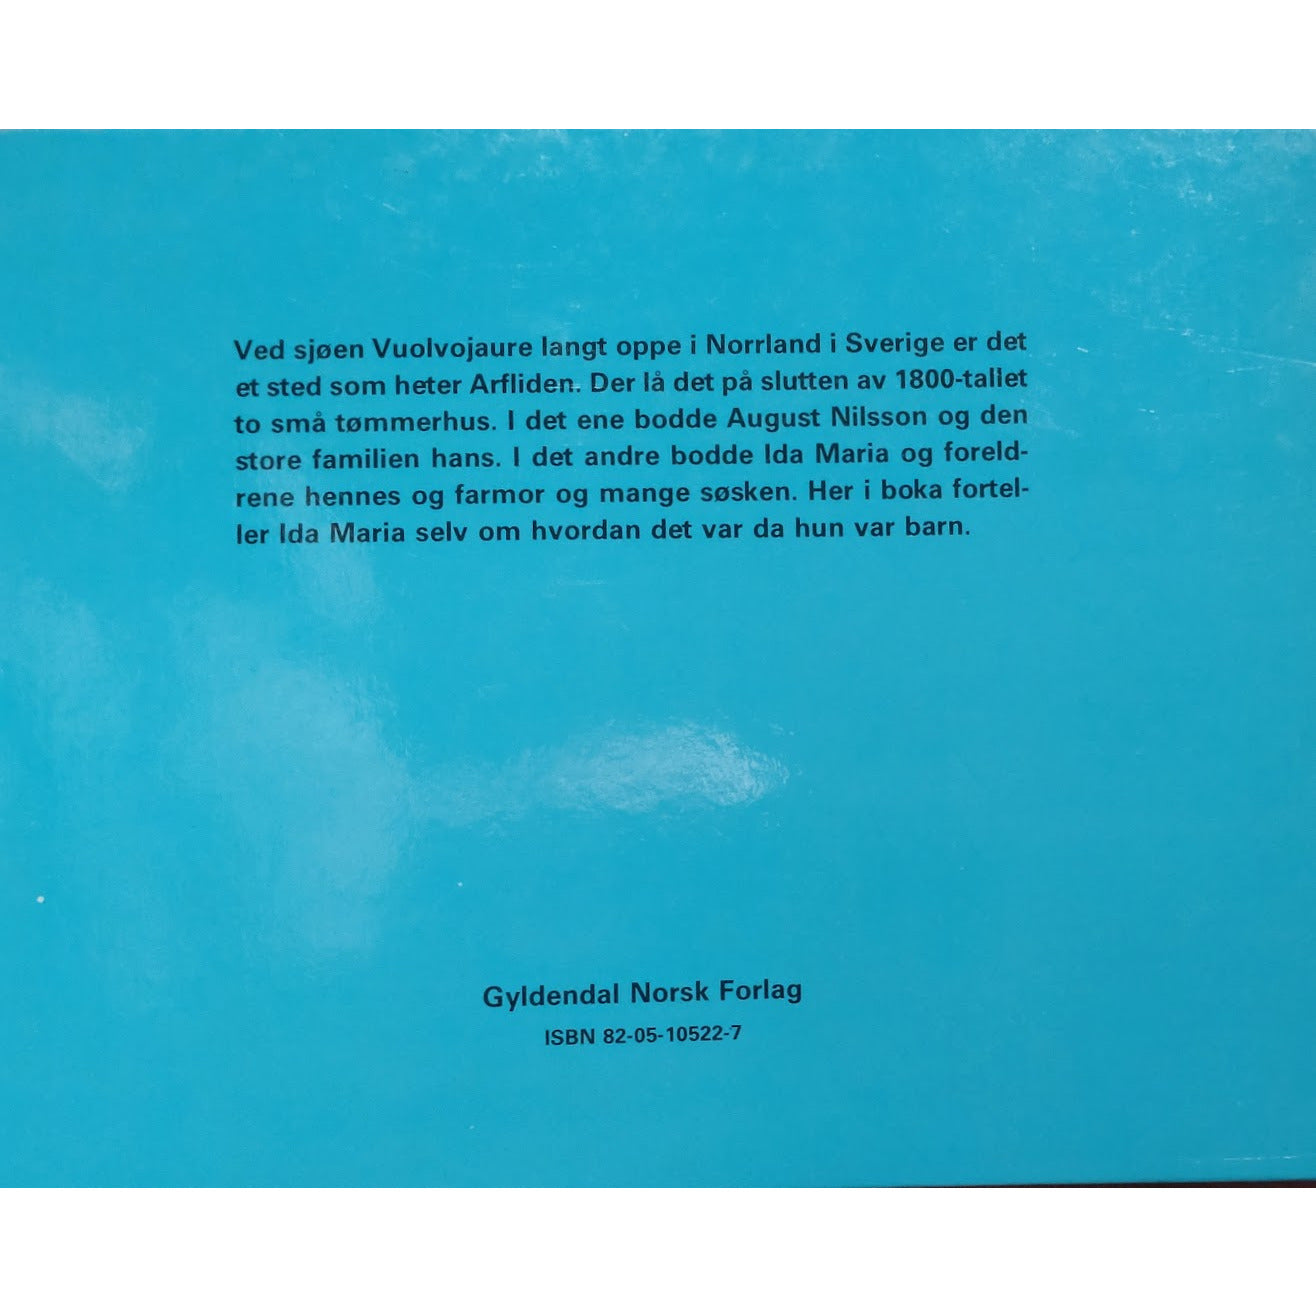 Ved sjøen Vuolvojaure langt oppe i Norrland i Sverige er det
et sted som heter Arfliden. Der lå det på slutten av 1800-tallet
to små tømmerhus. I det ene bodde August Nilsson og den
store familien hans. I det andre bodde Ida Maria og foreld-
rene hennes og farmor og mange søsken. Her i boka fortel-
ler Ida Maria selv om hvordan det var da hun var barn.
Gyldendal Norsk Forlag
ISBN 82-05-10522-7